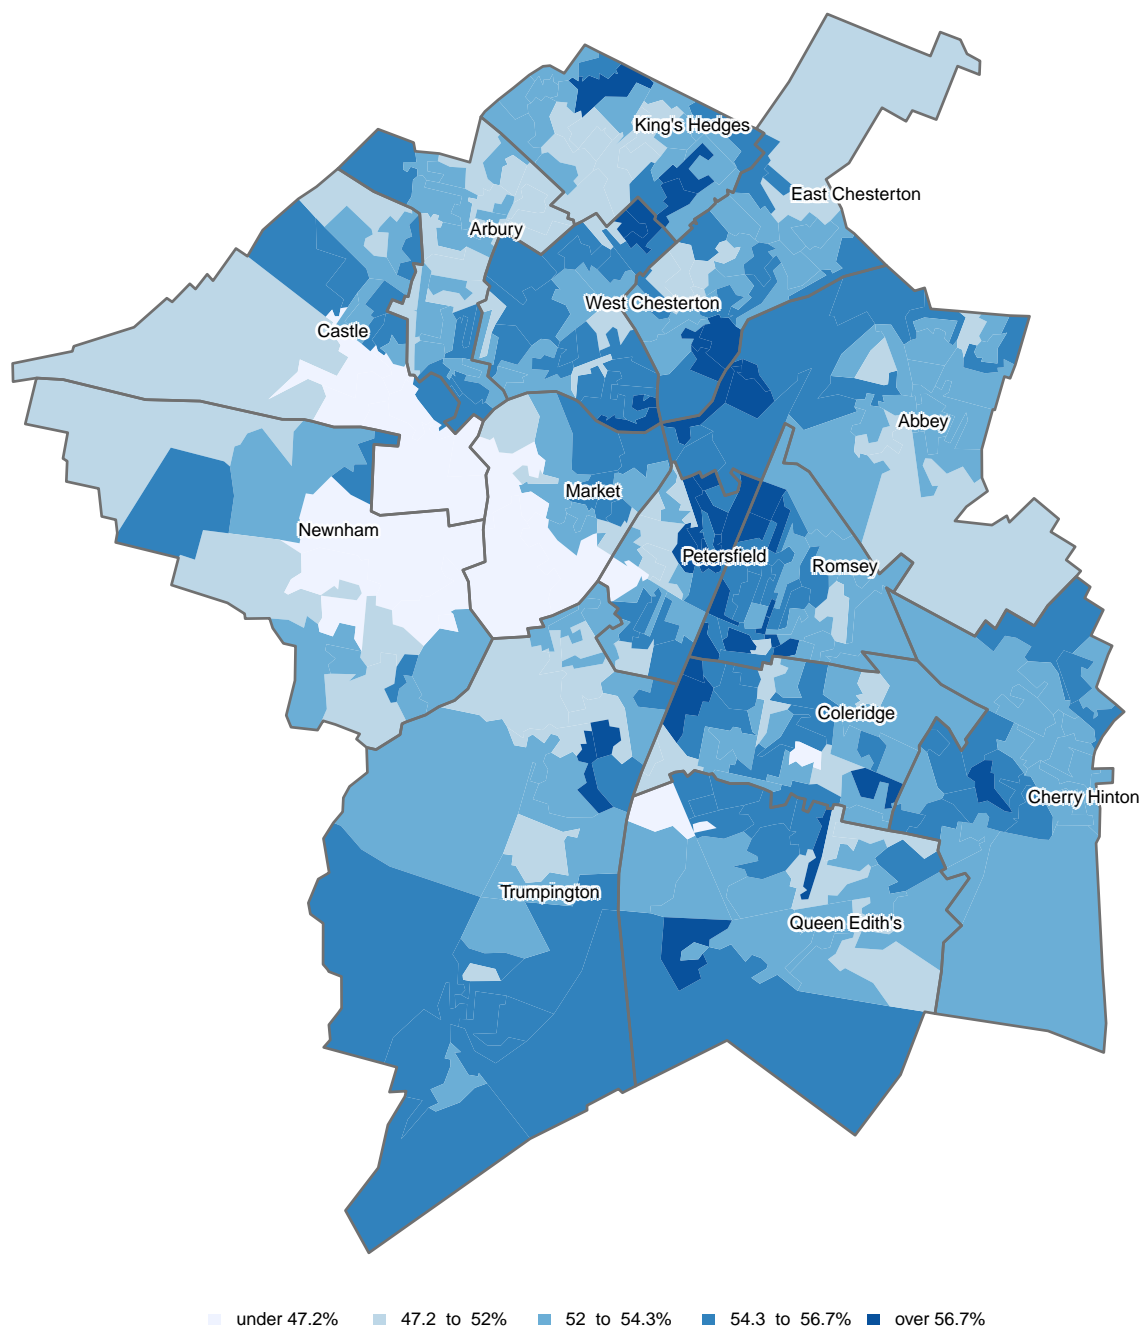 King's Hedges
East Chesterton
Arbury
West Chesterton
Castle
Abbey
Market
Newnham
Petersfield
Romsey
Coleridge
Cherry Hinton
Trumpington
Queen Edith's
under 47.2% 47.2 to 52% 52 to 54.3% 54.3 to 56.7% over 56.7%